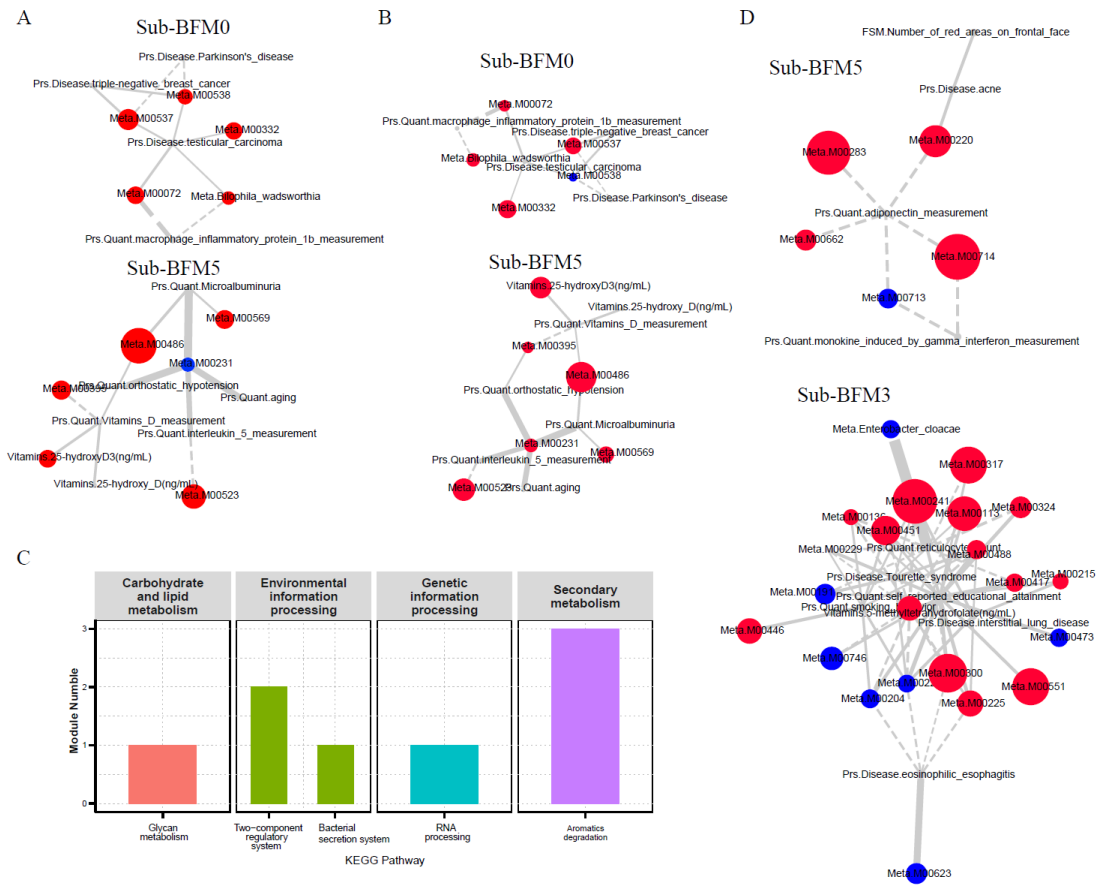 A
Sub-BFM0
Prs.Disease.Parkinson's_disease
Prs.Disease.triple-negative_breast_cancer
Meta.M00538
Meta.M00537
Meta.M00332
Prs.Disease.testicular_carcinoma
Meta.M00072
Meta.Bilophila_wadsworthia
Prs.Quant.macrophage_inflammatory_protein_1b_measurement
Sub-BFM5
Prs.Quant.Microalbuminuria
Meta.M00569
Meta.M00486
Meta.M00231
Prs.Quant.orthostatic_hypotension
Prs.Quant.aging
Prs.Quant.Vitamins_D_measurement
Prs.Quant.interleukin_5_measurement
Vitamins.25-hydroxyD3(ng/mL)
Vitamins.25-hydroxy_D(ng/mL)
Meta.M00523
B
Sub-BFM0
Meta.M00072
Prs.Quant.macrophage_inflammatory_protein_1b_measurement
Prs.Disease.triple-negative_breast_cancer
Meta.M00537
Meta.Bilophila_wadsworthia
Prs.Disease.testicular_carcinoma
Meta.M00538
Prs.Disease.Parkinson's_disease
Meta.M00332
Sub-BFM5
Vitamins.25-hydroxyD3(ng/mL)
Vitamins.25-hydroxy_D(ng/mL)
Prs.Quant.Vitamins_D_measurement
Meta.M00395
Meta.M00486
Prs.Quant.orthostatic_hypotension
Prs.Quant.Microalbuminuria
Meta.M00231
Meta.M00569
Prs.Quant.interleukin_5_measurement
Meta.M00523
Prs.Quant.aging
C
Carbohydrate
and lipid
metabolism
Environmental
information
processing
Genetic
information
processing
Secondary
metabolism
Module Numble
3
2
1
0
Glycan
metabolism
Two-component
regulatory
system
Bacterial
secretion system
RNA
processing
Aromatics
degradation
KEGG Pathway
D
FSM.Number_of_red_areas_on_frontal_face
Sub-BFM5
Prs.Disease.acne
Meta.M00220
Meta.M00283
Prs.Quant.adiponectin_measurement
Meta.M00662
Meta.M00714
Meta.M00713
Prs.Quant.monokine_induced_by_gamma_interferon_measurement
Sub-BFM3
Meta.Enterobacter_cloacae
Meta.M00317
Meta.M00241
Meta.M00113
Meta.M00324
Meta.M00136
Meta.M00451
Meta.M00229
Meta.M00488
Prs.Disease.Tourette_syndrome
Meta.M00215
Meta.M00417
Prs.Quant.self_reported_educational_attainment
Vitamins.5-methyltetrahydrofolate(ng/mL)
Prs.Disease.interstitial_lung_disease
Meta.M00446
Meta.M00473
Meta.M00746
Meta.M00300
Meta.M00204
Meta.M00551
Meta.M00225
Prs.Disease.eosinophilic_esophagitis
Meta.M00623